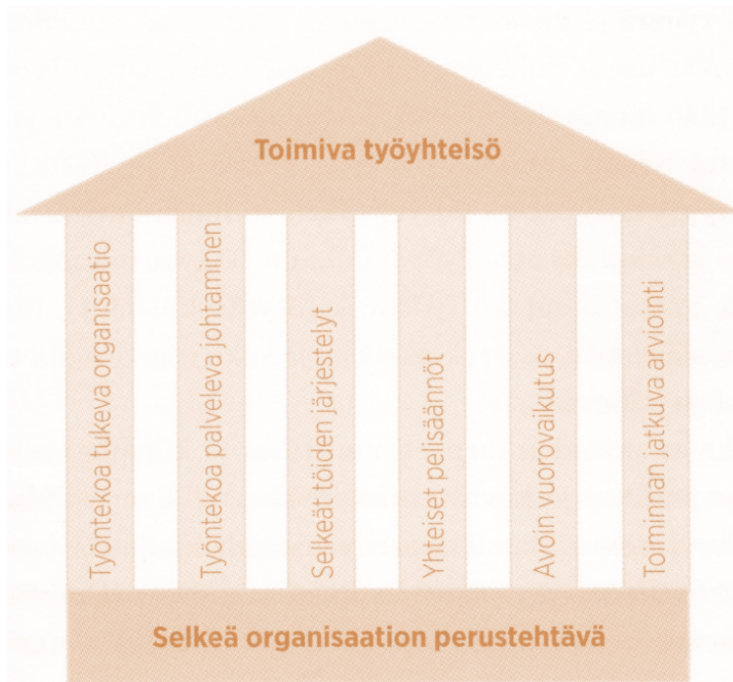 Toimiva työyhteisö
Työntekoa tukeva organisaatio
Työntekoa palveleva johtaminen
Selkeät töiden järjestelyt
Yhteiset pelisäännöt
Avoin vuorovaikutus
Toiminnan jatkuva arviointi
Selkeä organisaation perustehtävä